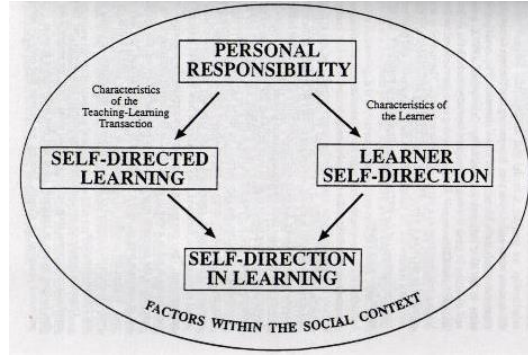 PERSONAL
RESPONSIBILITY
Characteristics
of the
Teaching-Learning
Transaction
Characteristics of
the Learner
SELF-DIRECTED
LEARNING
LEARNER
SELF-DIRECTION
SELF-DIRECTION
IN LEARNING
FACTORS WITHIN THE SOCIAL CONTEXT